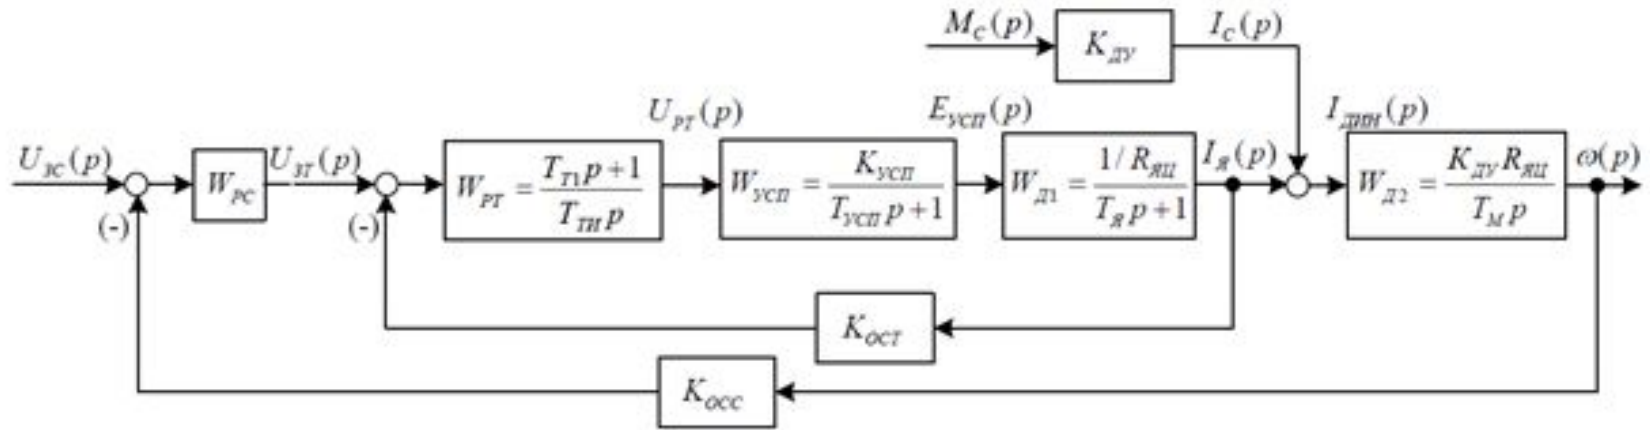 M_C(p)
K_ДУ
I_C(p)
U_ЗС(p)
W_РС
U_ЗТ(p)
W_РТ = (T_Т1 p + 1) / (T_ТИ p)
U_РТ(p)
W_УСП = K_УСП / (T_УСП p + 1)
E_УСП(p)
W_Д1 = (1/R_ЯЦ) / (T_Я p + 1)
I_Я(p)
I_ДИН(p)
W_Д2 = (K_ДУ R_ЯЦ) / (T_М p)
ω(p)
(-)
(-)
K_ОСТ
K_ОСС